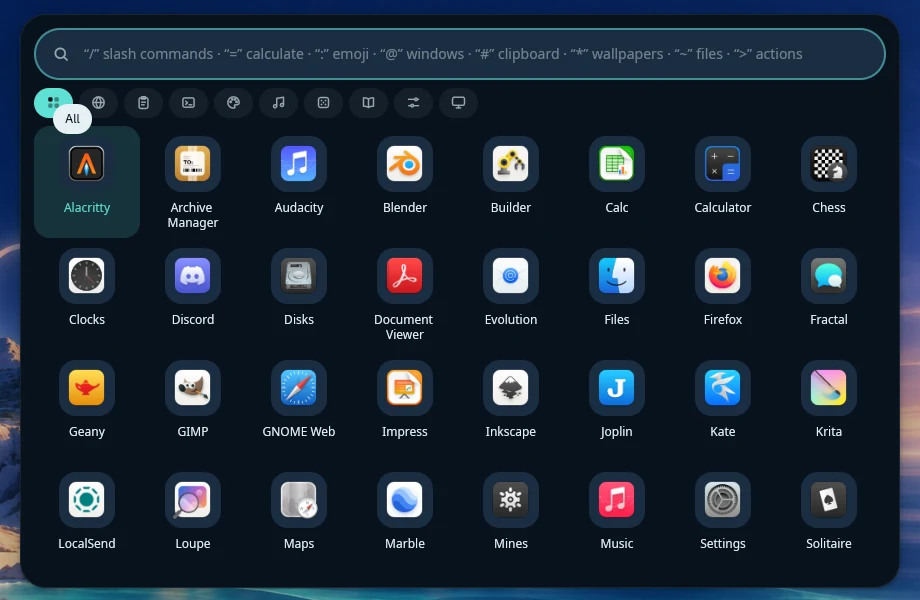 “/” slash commands · “=” calculate · “:” emoji · “@” windows · “#” clipboard · “*” wallpapers · “~” files · “>” actions
All
TO:
Alacritty
Archive
Manager
Audacity
Blender
Builder
Calc
Calculator
Chess
Clocks
Discord
Disks
Document
Viewer
Evolution
Files
Firefox
Fractal
Geany
GIMP
GNOME Web
Impress
Inkscape
J
Joplin
Kate
Krita
LocalSend
Loupe
Maps
Marble
Mines
Music
Settings
Solitaire